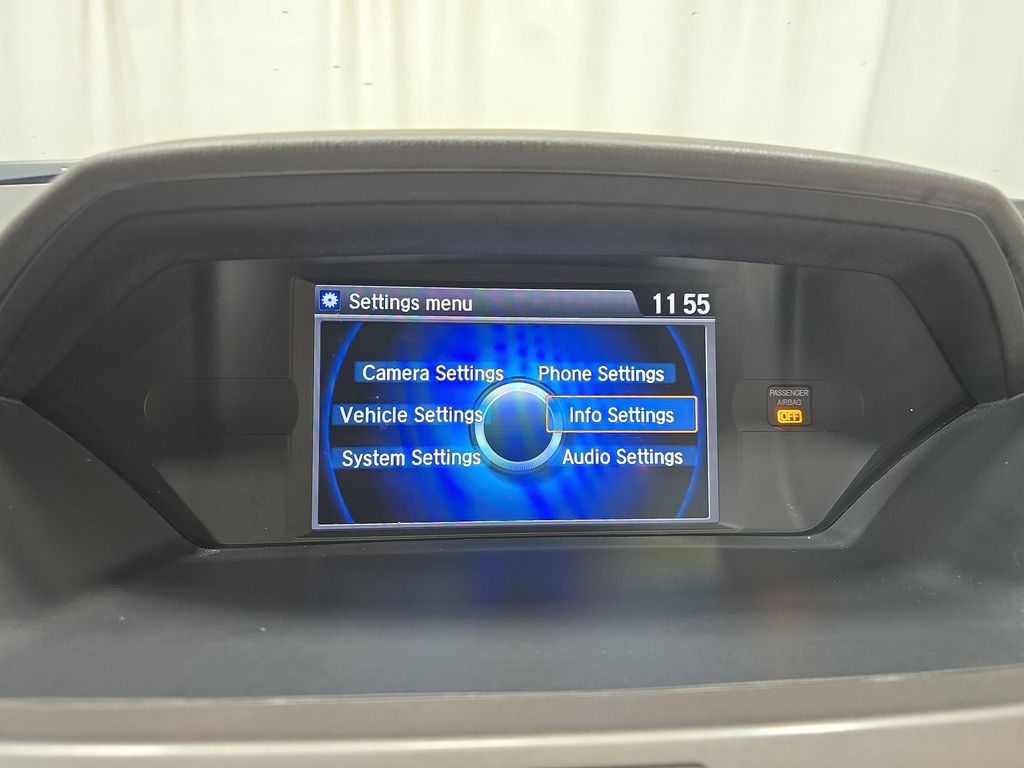 Settings menu
11 55
Camera Settings
Phone Settings
Vehicle Settings
Info Settings
System Settings
Audio Settings
PASSENGER
AIRBAG
OFF